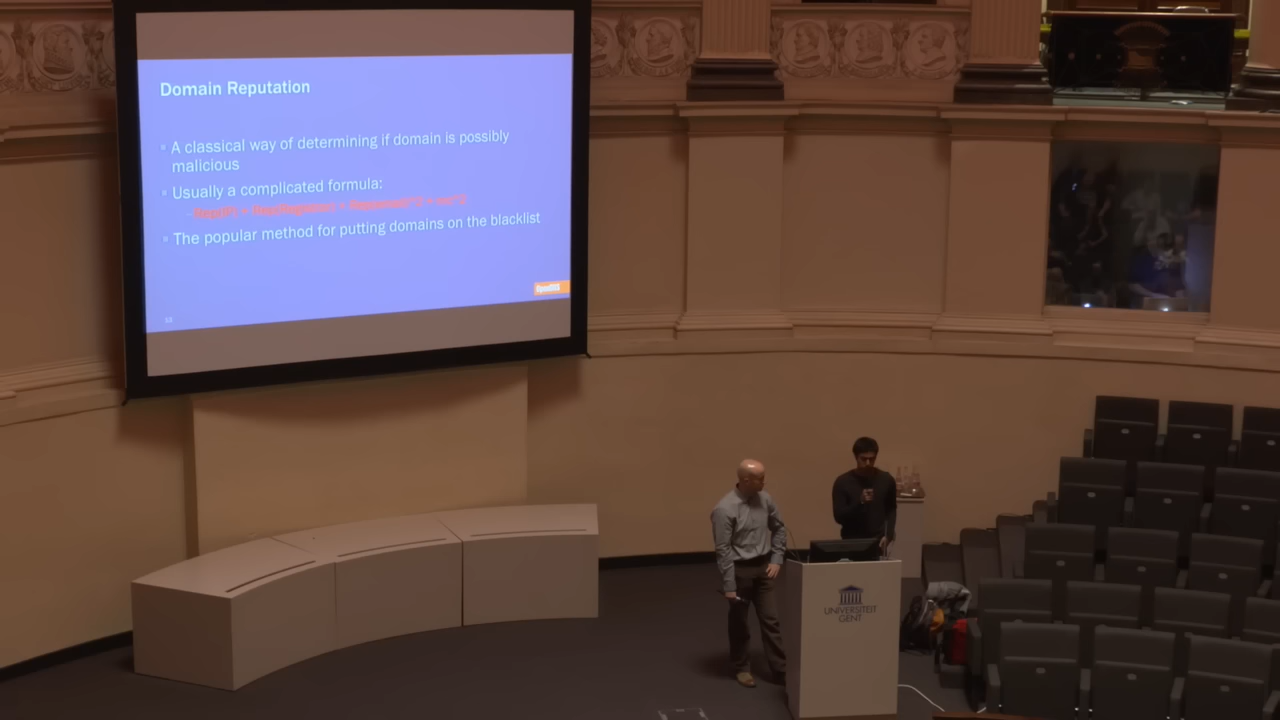 Domain Reputation
A classical way of determining if domain is possibly
malicious
Usually a complicated formula:
The popular method for putting domains on the blacklist
UNIVERSITEIT
GENT